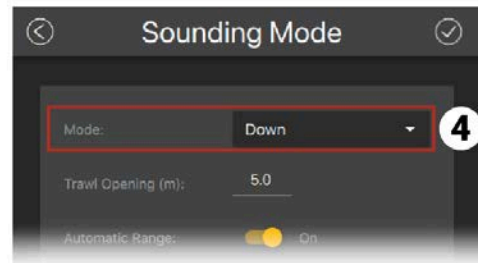 Sounding Mode
Mode: Down 4
Trawl Opening (m): 5.0
Automatic Range: On